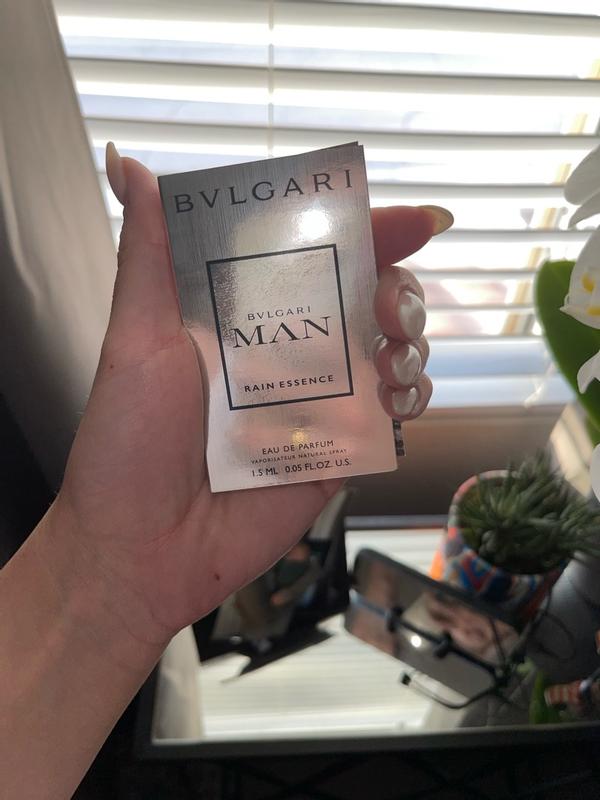 BVLGARI
BVLGARI
MAN
RAIN ESSENCE
EAU DE PARFUM
VAPORISATEUR NATURAL SPRAY
1.5 ML 0.05 FL.OZ. U.S.